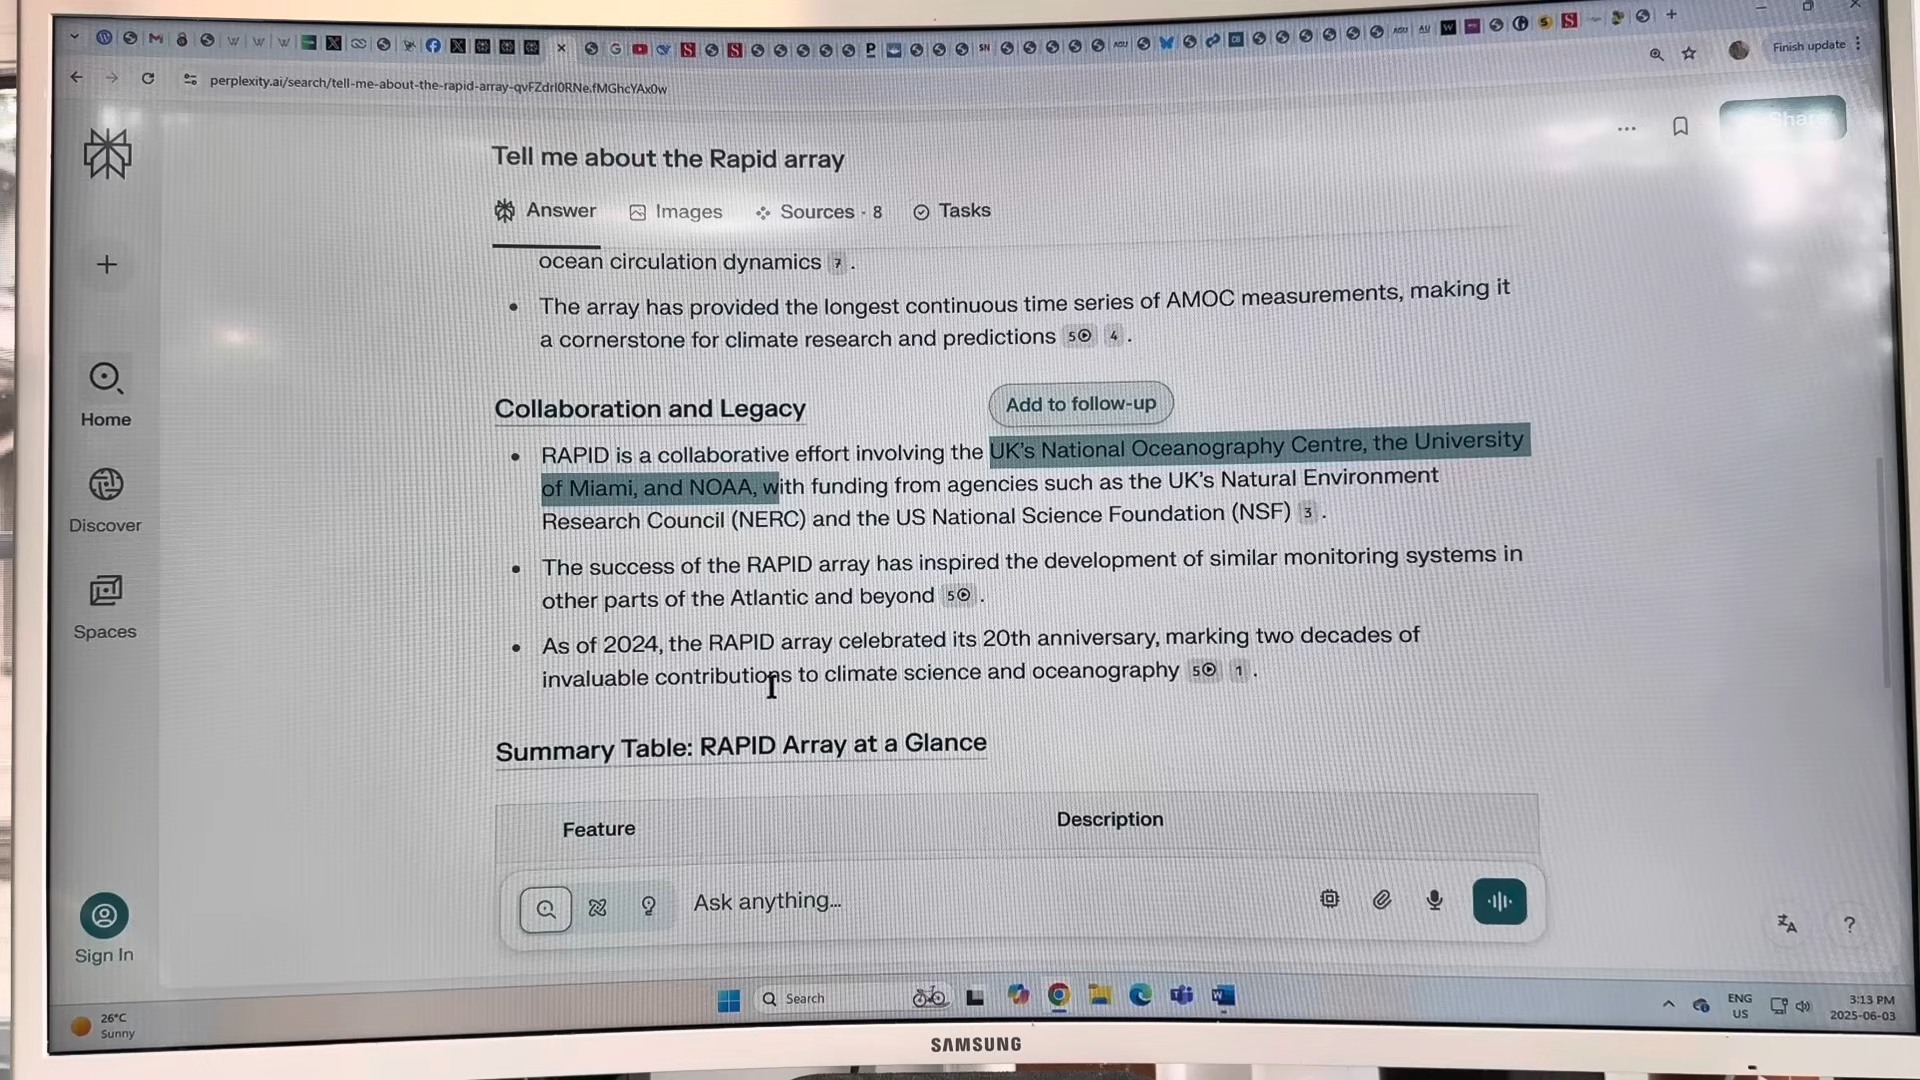 Finish update
perplexity.ai/search/tell-me-about-the-rapid-array-qvFZdrI0RNe.fMGhcYAx0w
Share
Tell me about the Rapid array
Answer
Images
Sources · 8
Tasks
ocean circulation dynamics 7 .
• The array has provided the longest continuous time series of AMOC measurements, making it
a cornerstone for climate research and predictions 5 4 .
Add to follow-up
Collaboration and Legacy
• RAPID is a collaborative effort involving the UK's National Oceanography Centre, the University
of Miami, and NOAA, with funding from agencies such as the UK's Natural Environment
Research Council (NERC) and the US National Science Foundation (NSF) 3 .
• The success of the RAPID array has inspired the development of similar monitoring systems in
other parts of the Atlantic and beyond 5 .
• As of 2024, the RAPID array celebrated its 20th anniversary, marking two decades of
invaluable contributions to climate science and oceanography 5 1 .
Summary Table: RAPID Array at a Glance
Feature
Description
Ask anything...
Home
Discover
Spaces
Sign In
26°C
Sunny
Search
ENG
US
3:13 PM
2025-06-03
SAMSUNG